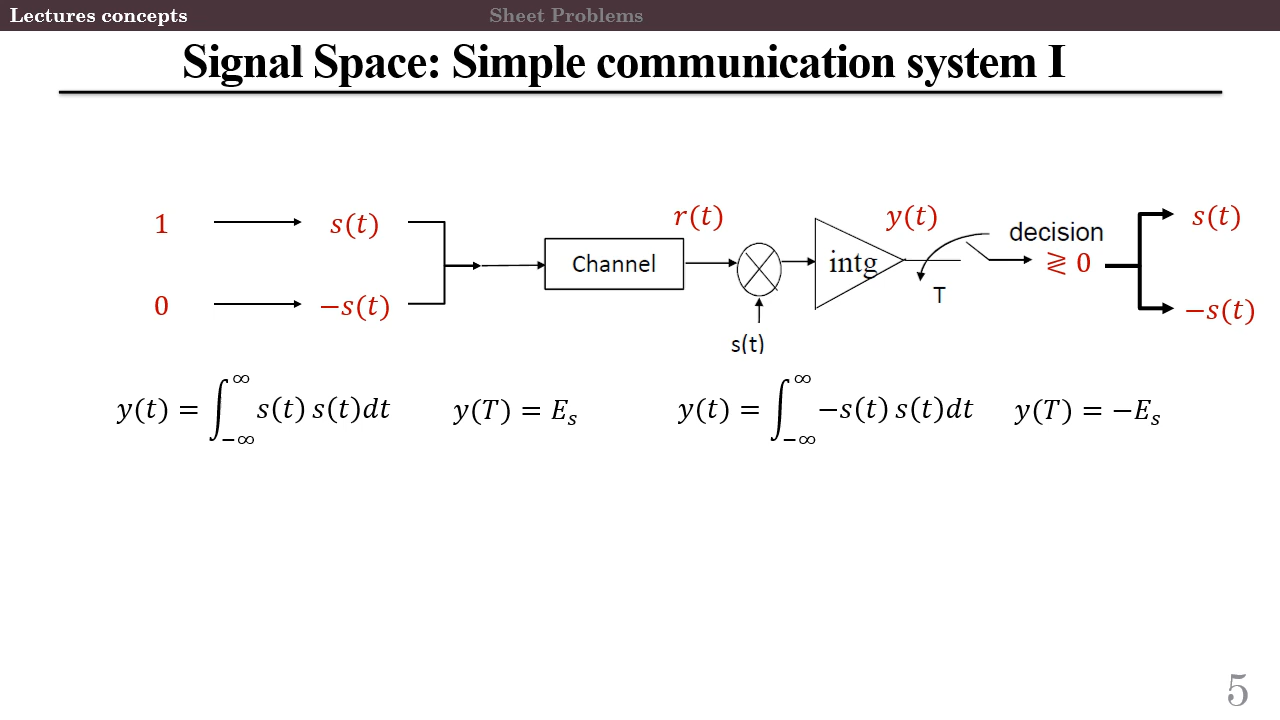 Lectures concepts Sheet Problems
Signal Space: Simple communication system I
1 s(t) r(t) y(t) s(t)
decision
Channel intg ≷ 0
T
0 −s(t) −s(t)
s(t)
y(t) = ∫_{−∞}^{∞} s(t) s(t)dt y(T) = E_s y(t) = ∫_{−∞}^{∞} −s(t) s(t)dt y(T) = −E_s
5